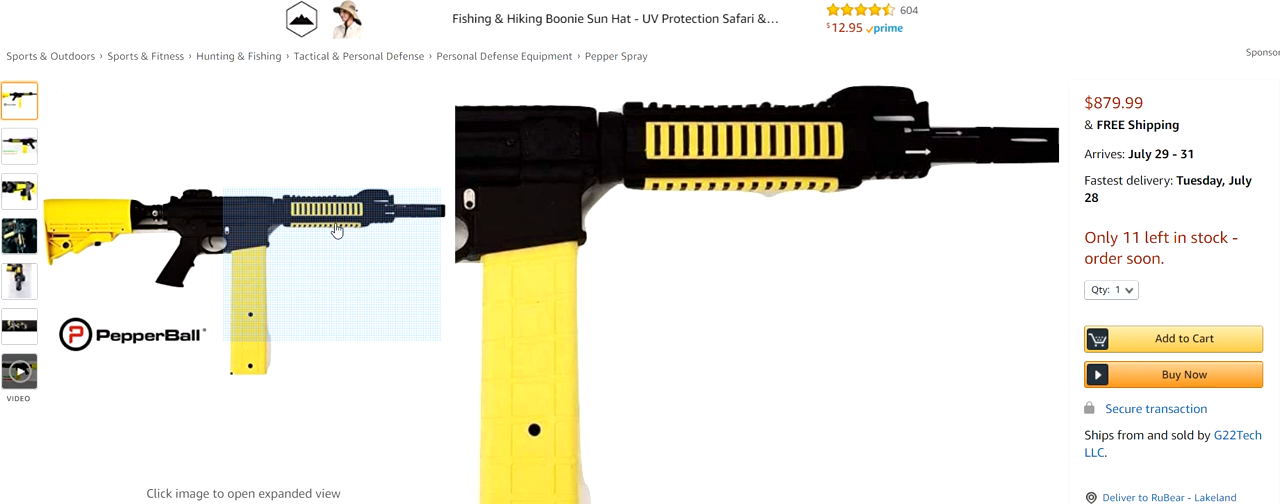 Fishing & Hiking Boonie Sun Hat - UV Protection Safari &...
604
$12.95 prime
Sports & Outdoors › Sports & Fitness › Hunting & Fishing › Tactical & Personal Defense › Personal Defense Equipment › Pepper Spray
Sponsor
$879.99
& FREE Shipping
Arrives: July 29 - 31
Fastest delivery: Tuesday, July
28
Only 11 left in stock -
order soon.
Qty: 1
Add to Cart
Buy Now
Secure transaction
Ships from and sold by G22Tech
LLC.
Deliver to RuBear - Lakeland
PepperBall
VIDEO
Click image to open expanded view